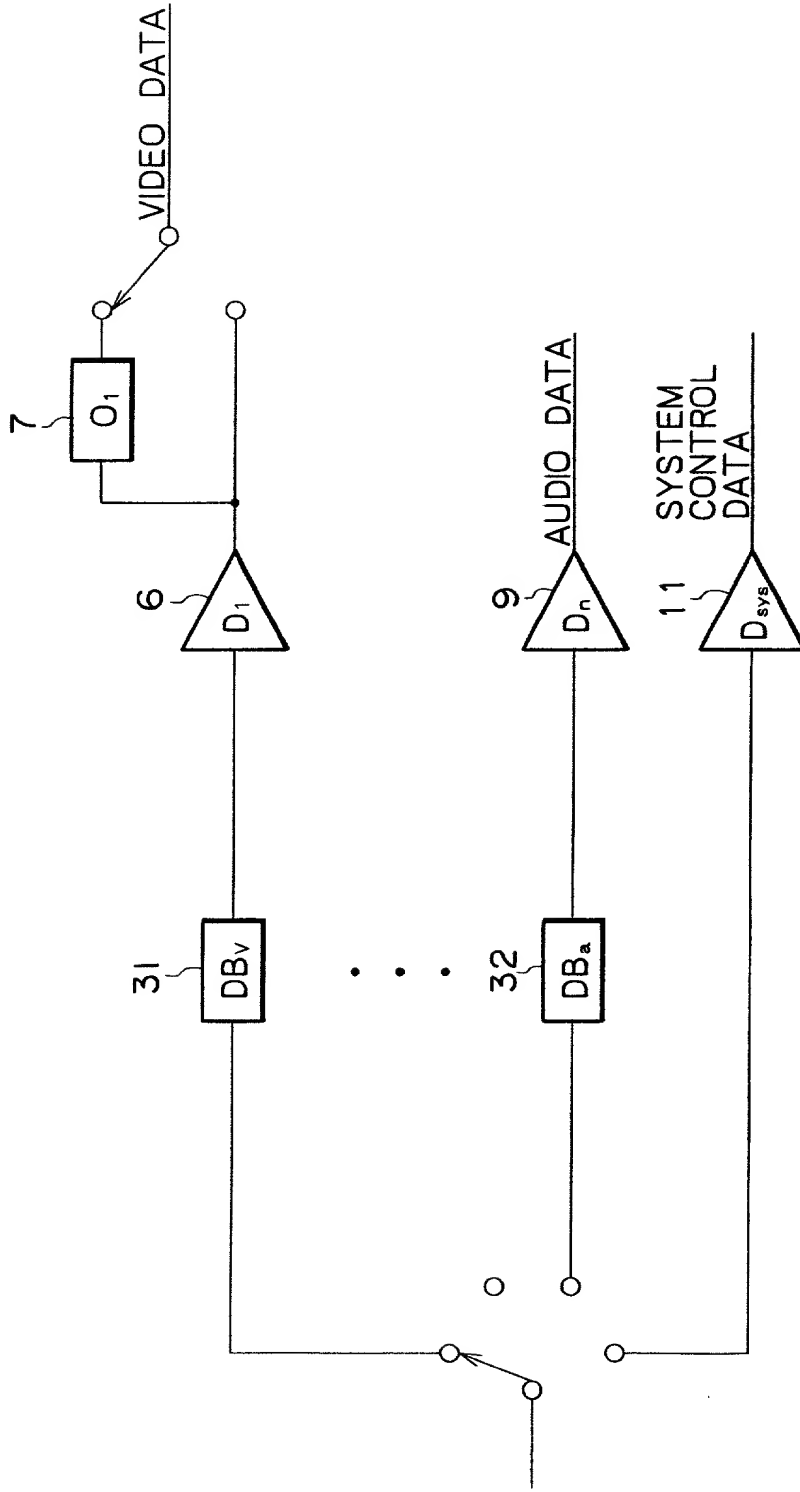 7
O₁
VIDEO DATA
6
D₁
31
DBᵥ
32
DBₐ
9
Dₙ
AUDIO DATA
11
Dsys
SYSTEM
CONTROL
DATA